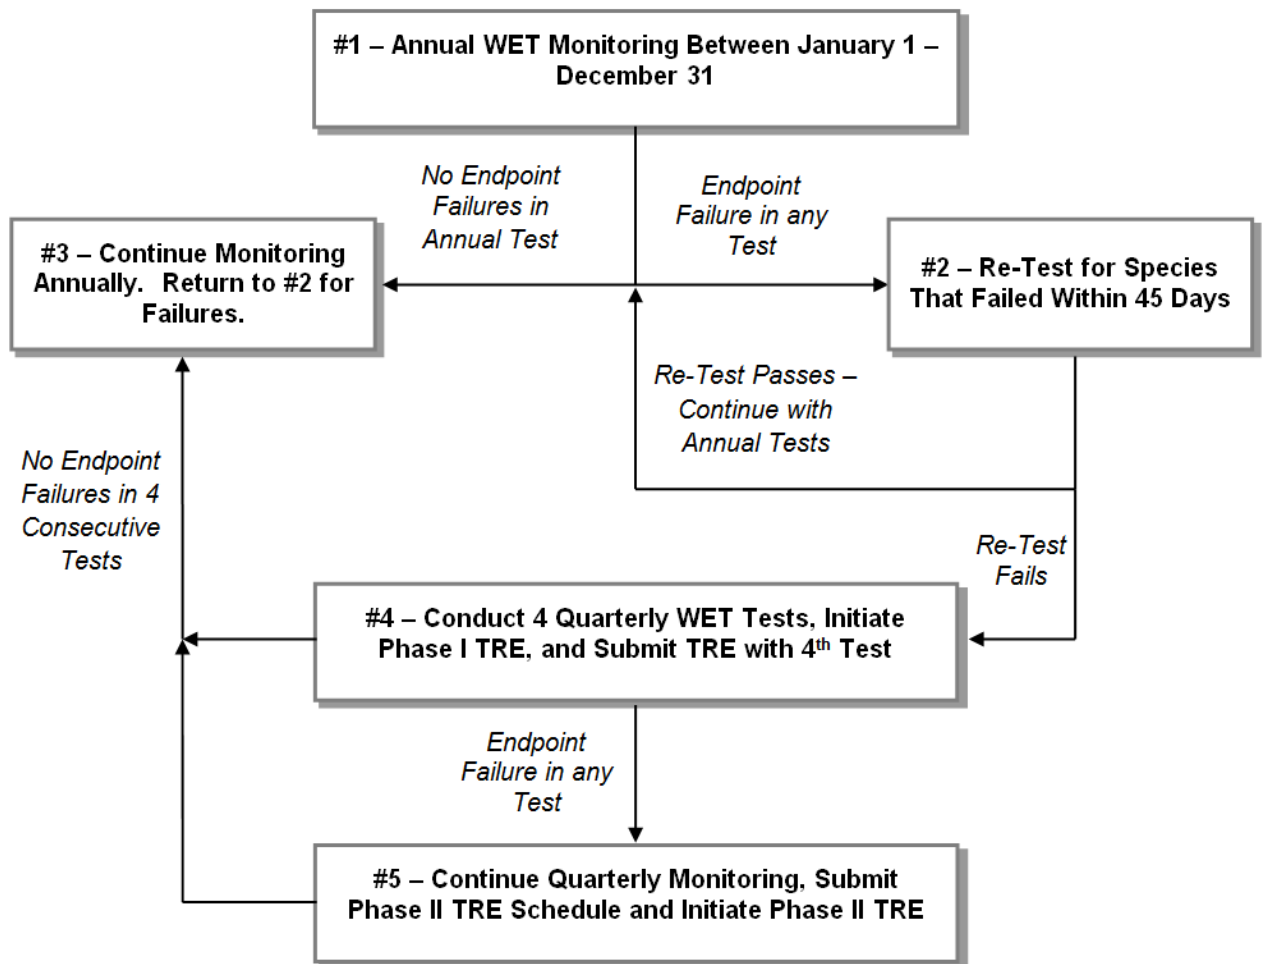 #1 – Annual WET Monitoring Between January 1 –
December 31
No Endpoint
Failures in
Annual Test
Endpoint
Failure in any
Test
#3 – Continue Monitoring
Annually.  Return to #2 for
Failures.
#2 – Re-Test for Species
That Failed Within 45 Days
Re-Test Passes –
Continue with
Annual Tests
No Endpoint
Failures in 4
Consecutive
Tests
Re-Test
Fails
#4 – Conduct 4 Quarterly WET Tests, Initiate
Phase I TRE, and Submit TRE with 4th Test
Endpoint
Failure in any
Test
#5 – Continue Quarterly Monitoring, Submit
Phase II TRE Schedule and Initiate Phase II TRE